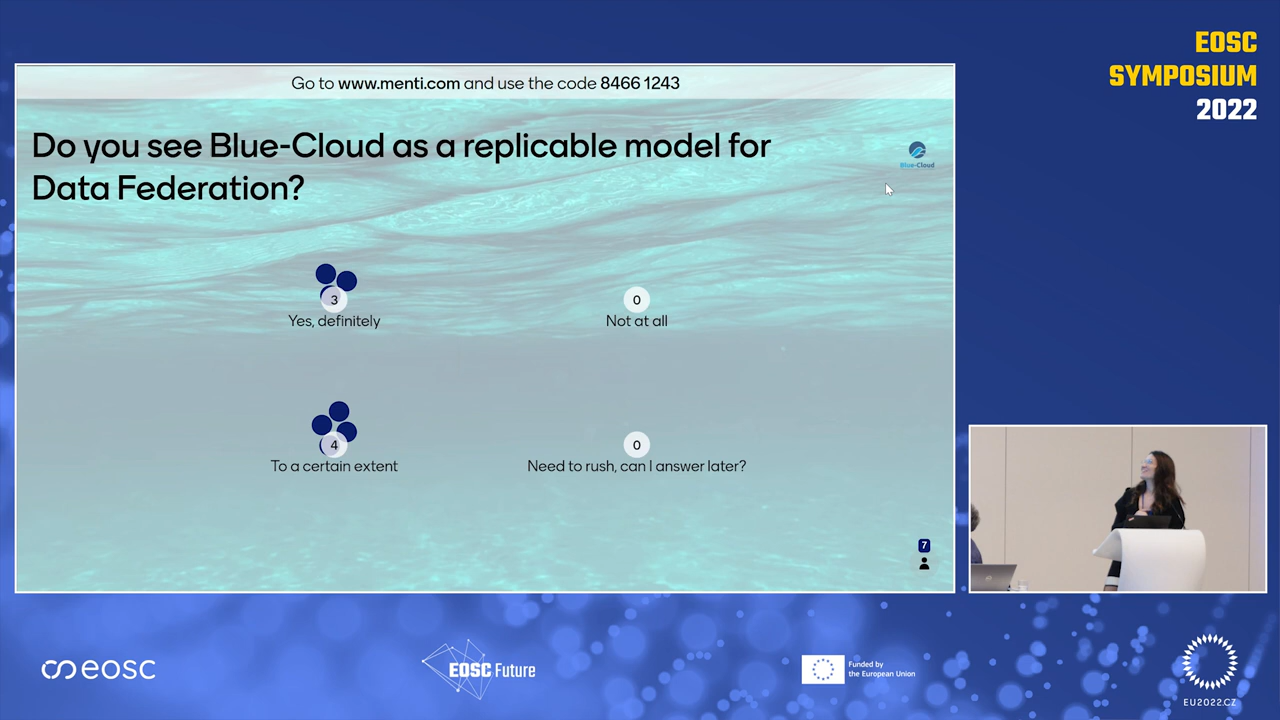 EOSC
SYMPOSIUM
2022
Go to www.menti.com and use the code 8466 1243
Do you see Blue-Cloud as a replicable model for
Data Federation?
Blue-Cloud
3
Yes, definitely
0
Not at all
4
To a certain extent
0
Need to rush, can I answer later?
7
eosc
EOSC Future
Funded by
the European Union
EU2022.CZ